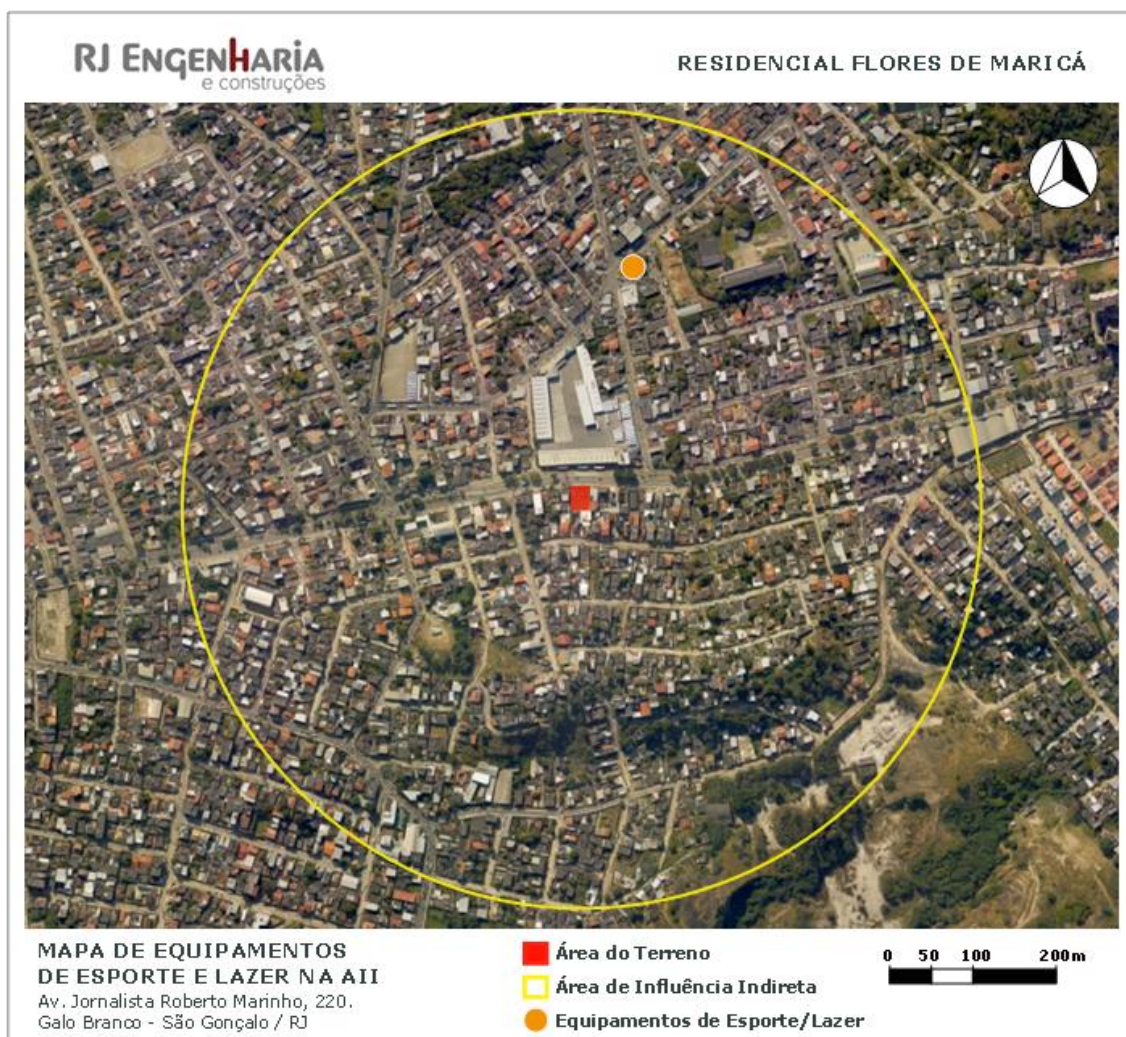 RJ ENGENHARIA
e construções
RESIDENCIAL FLORES DE MARICÁ
MAPA DE EQUIPAMENTOS
DE ESPORTE E LAZER NA AII
Av. Jornalista Roberto Marinho, 220.
Galo Branco - São Gonçalo / RJ
Área do Terreno
Área de Influência Indireta
Equipamentos de Esporte/Lazer
0 50 100 200m